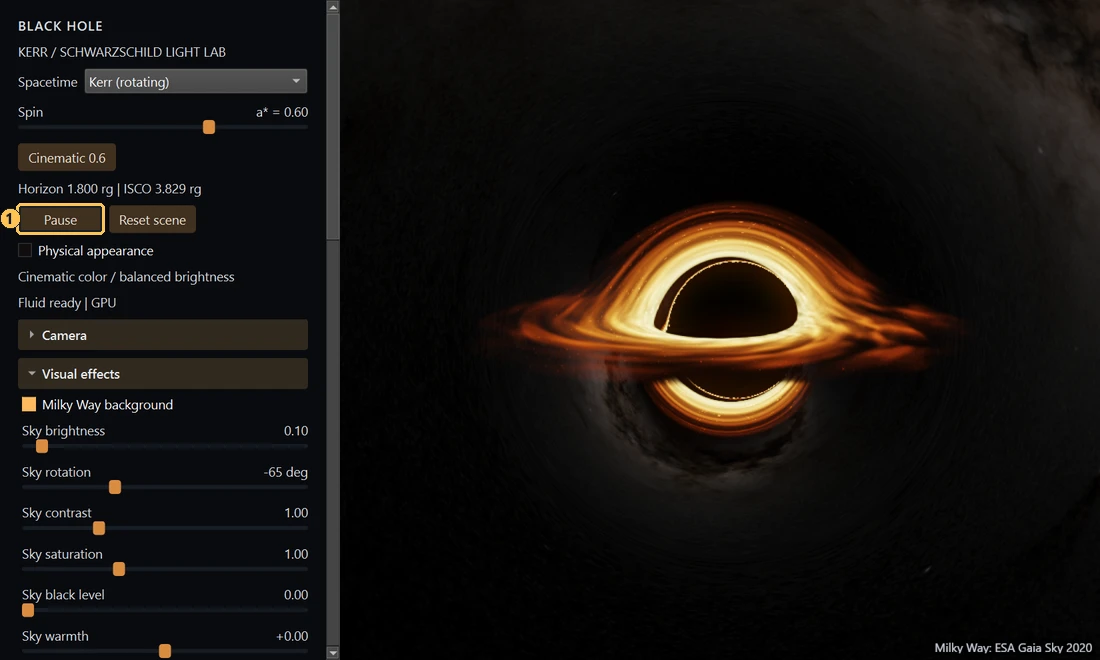 BLACK HOLE
KERR / SCHWARZSCHILD LIGHT LAB
Spacetime Kerr (rotating)
Spin a* = 0.60
Cinematic 0.6
Horizon 1.800 rg | ISCO 3.829 rg
1 Pause Reset scene
Physical appearance
Cinematic color / balanced brightness
Fluid ready | GPU
Camera
Visual effects
Milky Way background
Sky brightness 0.10
Sky rotation -65 deg
Sky contrast 1.00
Sky saturation 1.00
Sky black level 0.00
Sky warmth +0.00
Milky Way: ESA Gaia Sky 2020